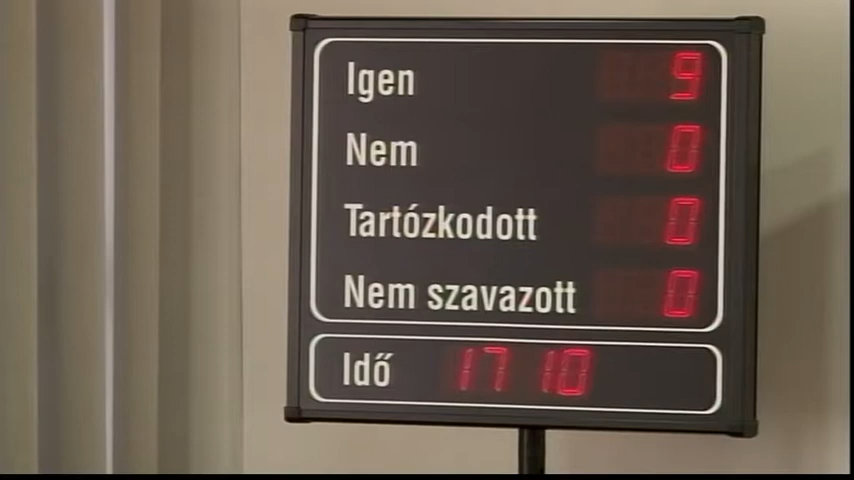 Igen 9
Nem 0
Tartózkodott 0
Nem szavazott 0
Idő 17 10